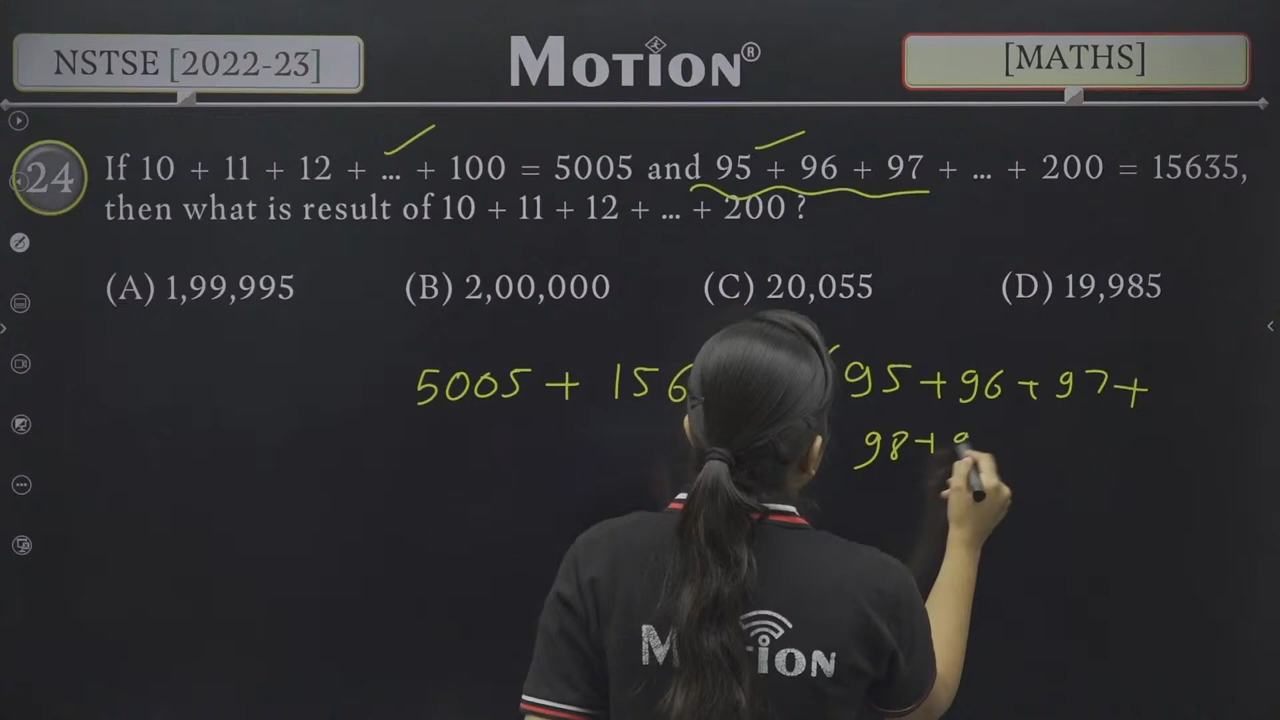 NSTSE [2022-23]
MOTION®
[MATHS]
24
If 10 + 11 + 12 + ... + 100 = 5005 and 95 + 96 + 97 + ... + 200 = 15635,
then what is result of 10 + 11 + 12 + ... + 200 ?
(A) 1,99,995 (B) 2,00,000 (C) 20,055 (D) 19,985
5005 + 156
95 + 96 + 97 +
98 + 9
MOTION